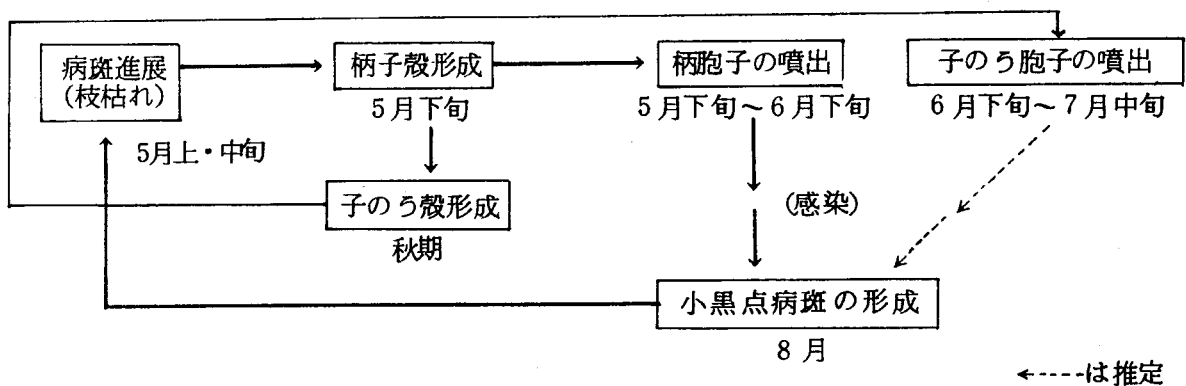 病斑進展
(枝枯れ)
5月上・中旬
柄子殻形成
5月下旬
子のう殻形成
秋期
柄胞子の噴出
5月下旬～6月下旬
(感染)
子のう胞子の噴出
6月下旬～7月中旬
小黒点病斑の形成
8月
は推定